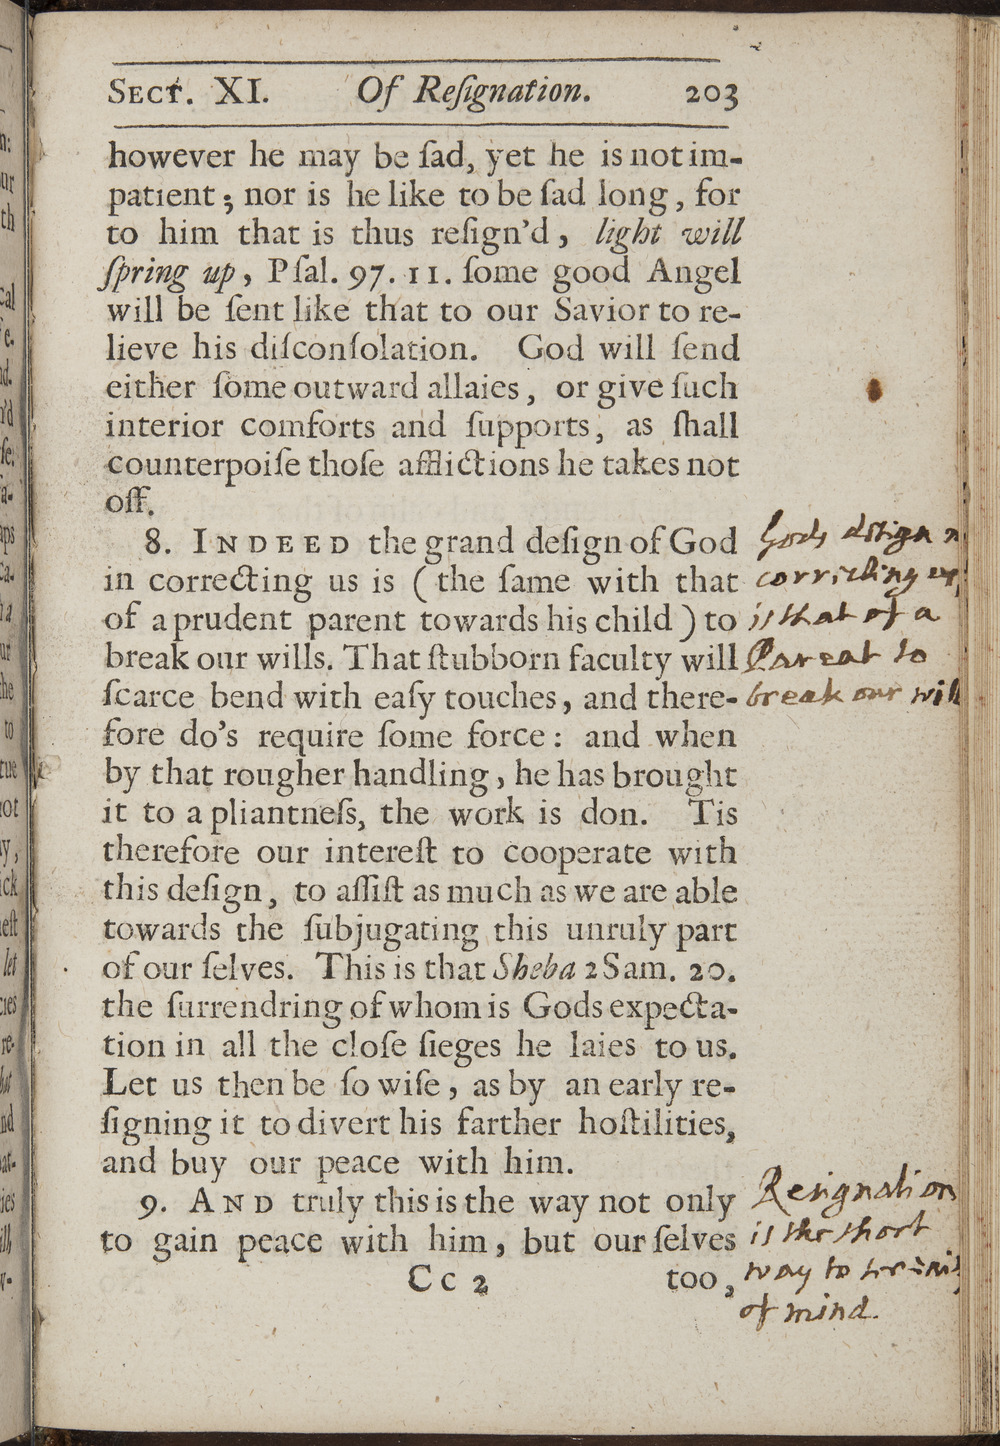 SECT. XI. Of Reſignation. 203
however he may be ſad, yet he is not im-
patient; nor is he like to be ſad long, for
to him that is thus reſign'd, light will
ſpring up, Pſal. 97. 11. ſome good Angel
will be ſent like that to our Savior to re-
lieve his diſconſolation. God will ſend
either ſome outward allaies, or give ſuch
interior comforts and ſupports, as ſhall
counterpoiſe thoſe afflictions he takes not
off.
8. INDEED the grand deſign of God
in correcting us is (the ſame with that
of a prudent parent towards his child) to
break our wills. That ſtubborn faculty will
ſcarce bend with eaſy touches, and there-
fore do's require ſome force: and when
by that rougher handling, he has brought
it to a pliantneſs, the work is don. Tis
therefore our intereſt to cooperate with
this deſign, to aſſiſt as much as we are able
towards the ſubjugating this unruly part
of our ſelves. This is that Sheba 2 Sam. 20.
the ſurrendring of whom is Gods expecta-
tion in all the cloſe ſieges he laies to us.
Let us then be ſo wiſe, as by an early re-
ſigning it to divert his farther hoſtilities,
and buy our peace with him.
9. AND truly this is the way not only
to gain peace with him, but our ſelves
Cc 2 too,
Gods design
correcting
is that of a
Parent to
break our will
Resignation
is the short
way to
of mind.